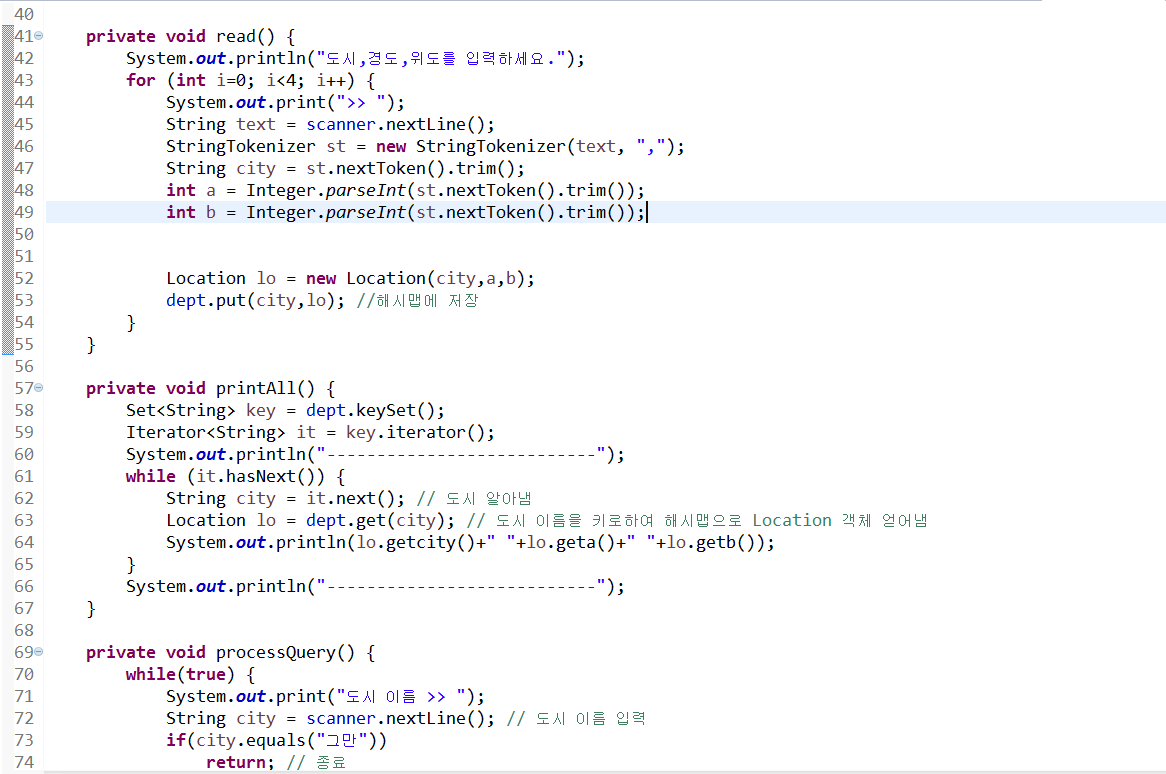 40
41 private void read() {
42 System.out.println("도시,경도,위도를 입력하세요.");
43 for (int i=0; i<4; i++) {
44 System.out.print(">> ");
45 String text = scanner.nextLine();
46 StringTokenizer st = new StringTokenizer(text, ",");
47 String city = st.nextToken().trim();
48 int a = Integer.parseInt(st.nextToken().trim());
49 int b = Integer.parseInt(st.nextToken().trim());
50
51
52 Location lo = new Location(city,a,b);
53 dept.put(city,lo); //해시맵에 저장
54 }
55 }
56
57 private void printAll() {
58 Set<String> key = dept.keySet();
59 Iterator<String> it = key.iterator();
60 System.out.println("---------------------------");
61 while (it.hasNext()) {
62 String city = it.next(); // 도시 알아냄
63 Location lo = dept.get(city); // 도시 이름을 키로하여 해시맵으로 Location 객체 얻어냄
64 System.out.println(lo.getcity()+" "+lo.geta()+" "+lo.getb());
65 }
66 System.out.println("---------------------------");
67 }
68
69 private void processQuery() {
70 while(true) {
71 System.out.print("도시 이름 >> ");
72 String city = scanner.nextLine(); // 도시 이름 입력
73 if(city.equals("그만"))
74 return; // 종료